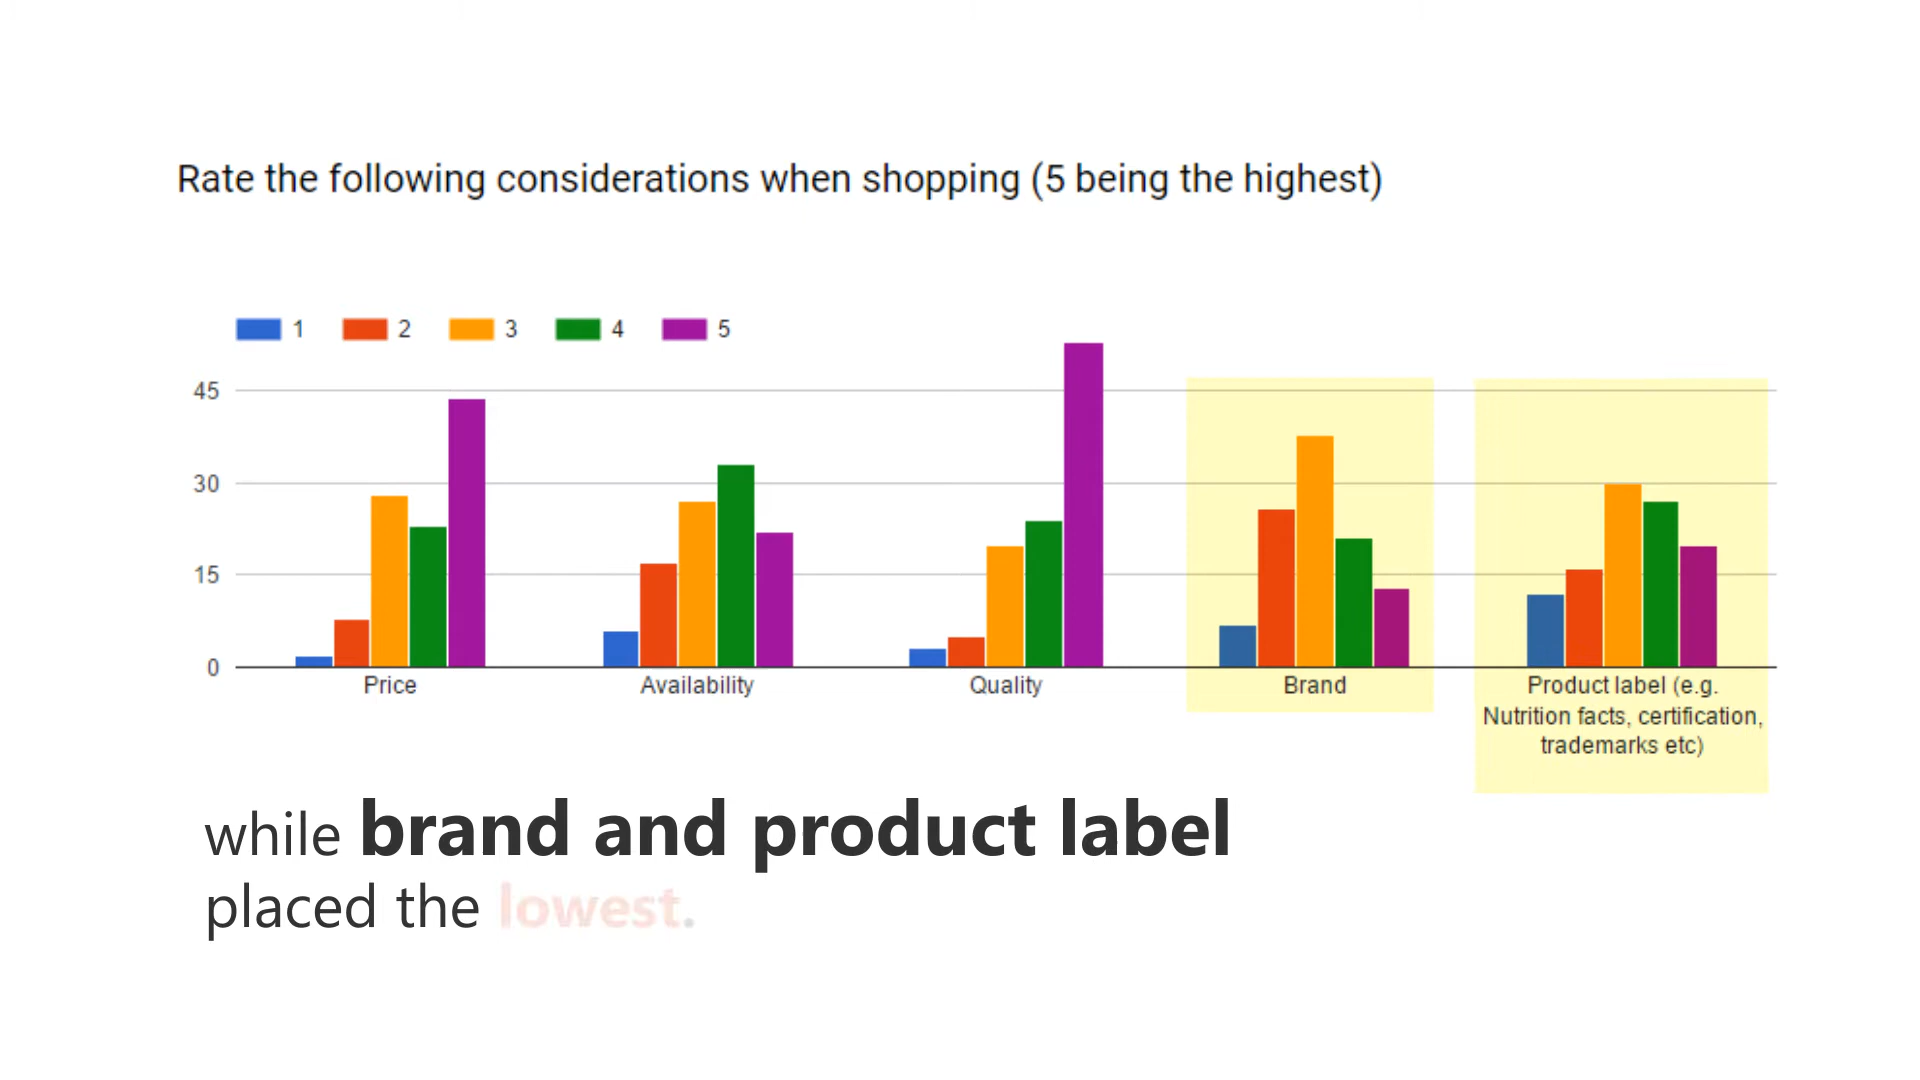 Rate the following considerations when shopping (5 being the highest)
1 2 3 4 5
45
30
15
0
Price Availability Quality Brand Product label (e.g.
Nutrition facts, certification,
trademarks etc)
while brand and product label
placed the lowest.